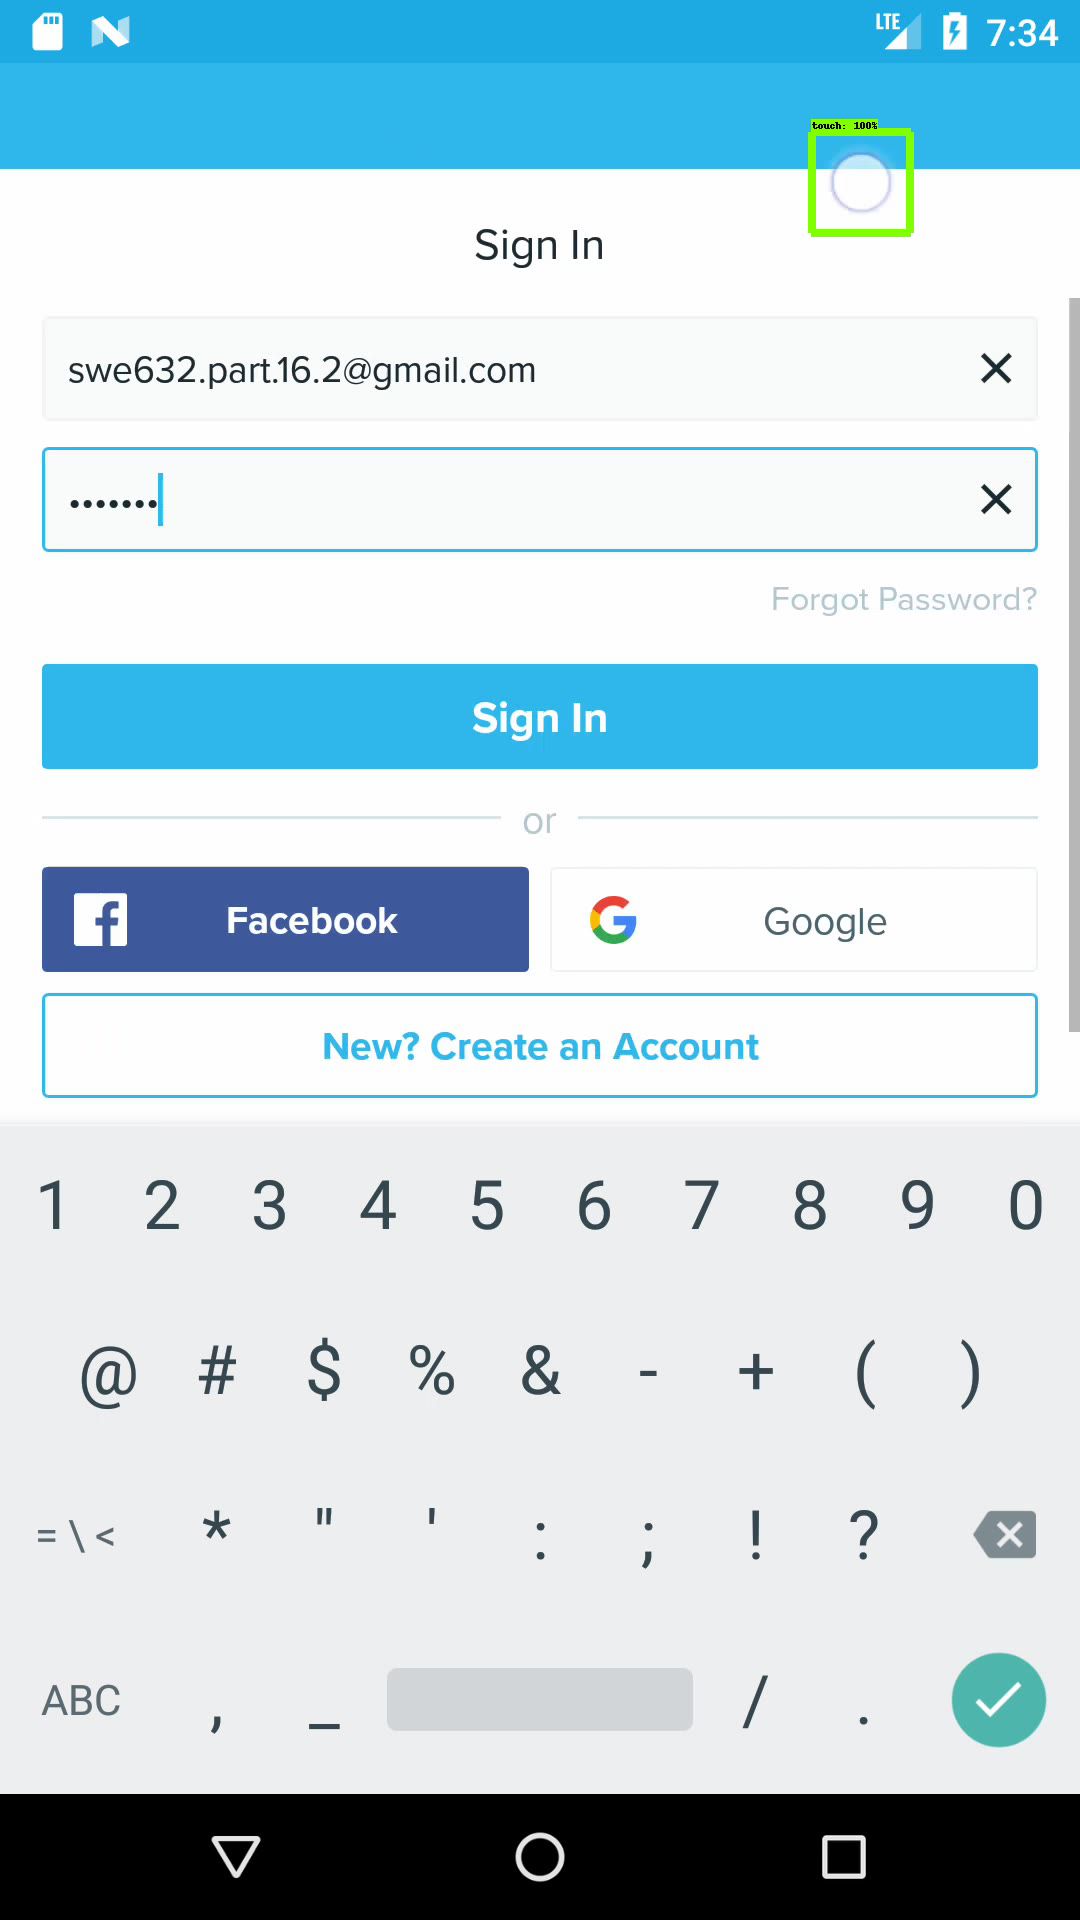 LTE 7:34
touch: 100%
Sign In
swe632.part.16.2@gmail.com
•••••••
Forgot Password?
Sign In
or
Facebook Google
New? Create an Account
1 2 3 4 5 6 7 8 9 0
@ # $ % & - + ( )
= \ < * " ' : ; ! ?
ABC , _ / .